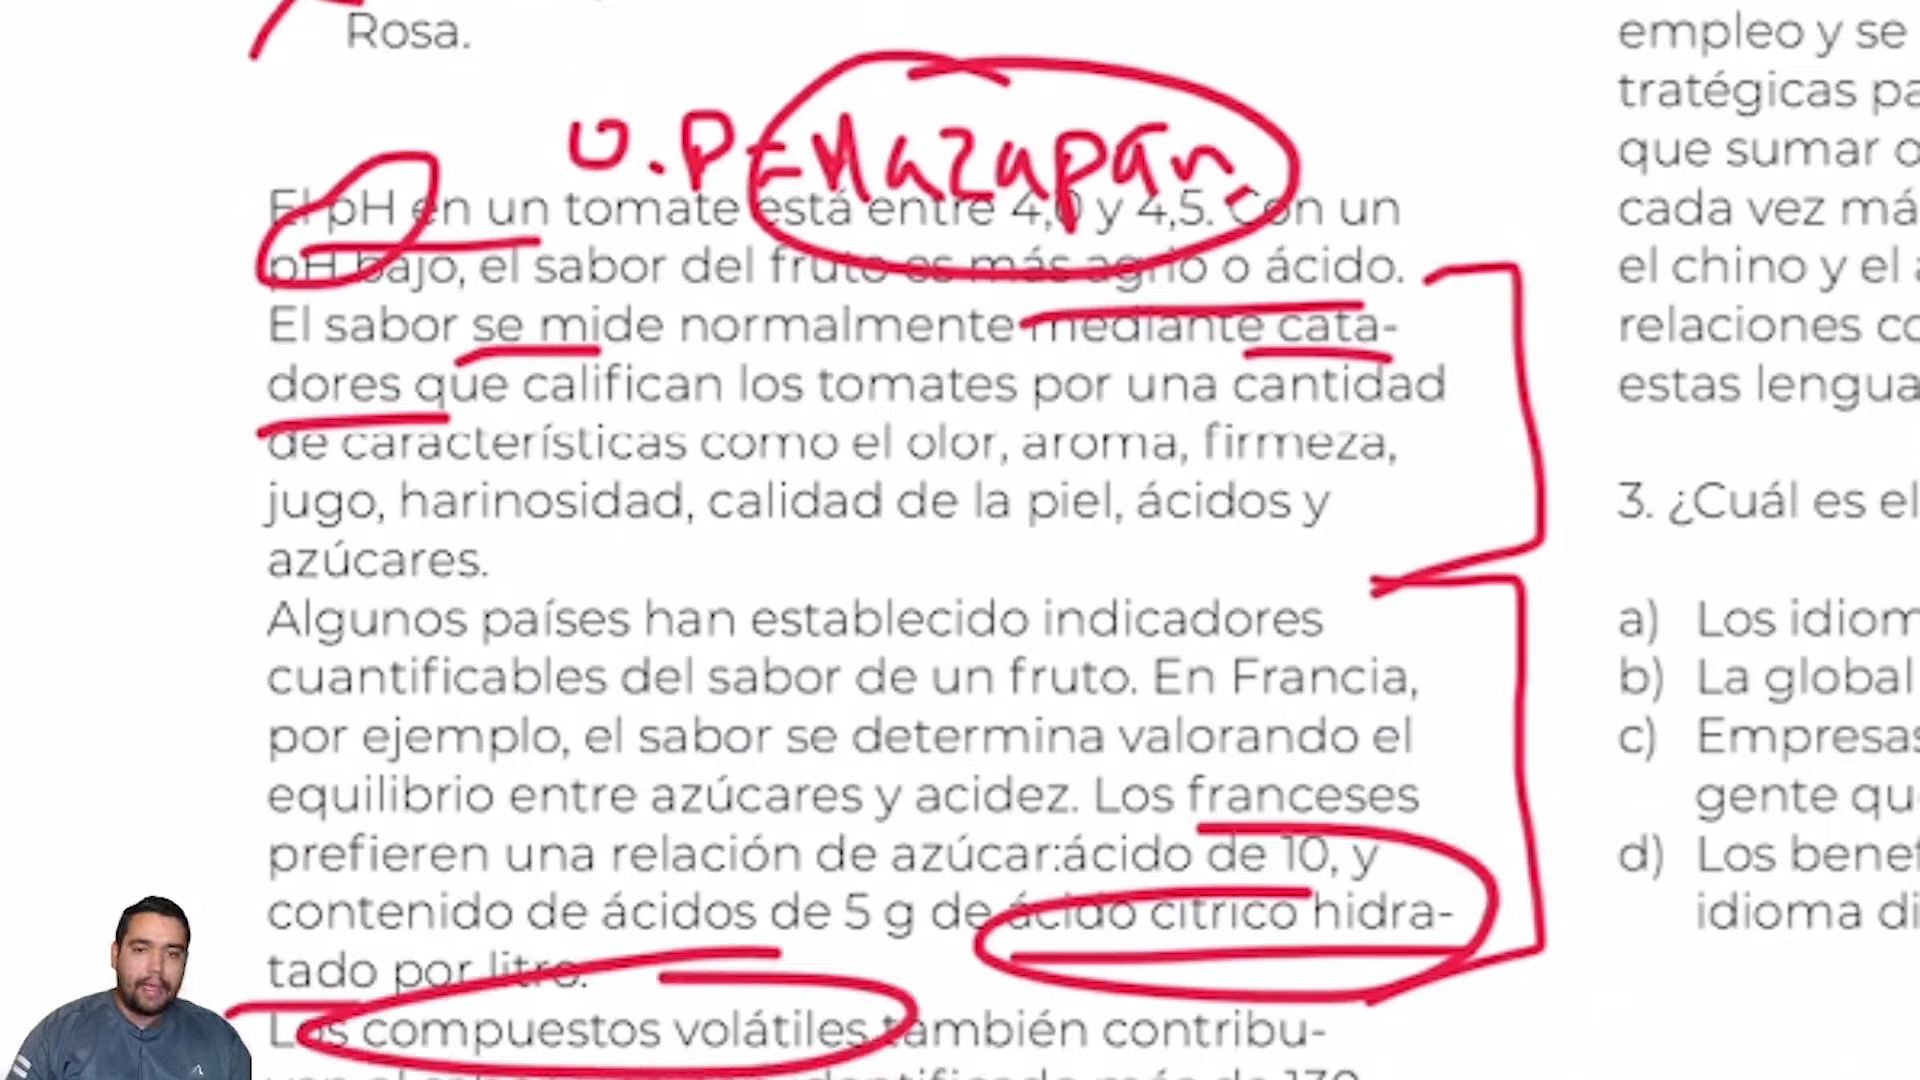 Rosa.
O.P=Mazapán.
El pH en un tomate está entre 4,0 y 4,5. Con un
pH bajo, el sabor del fruto es más agrio o ácido.
El sabor se mide normalmente mediante cata-
dores que califican los tomates por una cantidad
de características como el olor, aroma, firmeza,
jugo, harinosidad, calidad de la piel, ácidos y
azúcares.
Algunos países han establecido indicadores
cuantificables del sabor de un fruto. En Francia,
por ejemplo, el sabor se determina valorando el
equilibrio entre azúcares y acidez. Los franceses
prefieren una relación de azúcar:ácido de 10, y
contenido de ácidos de 5 g de ácido cítrico hidra-
tado por litro.
Los compuestos volátiles también contribu-
identificado más de 130
empleo y se
tratégicas pa
que sumar o
cada vez má
el chino y el a
relaciones co
estas lengua
3. ¿Cuál es el
a) Los idiom
b) La global
c) Empresas
gente qu
d) Los benef
idioma di